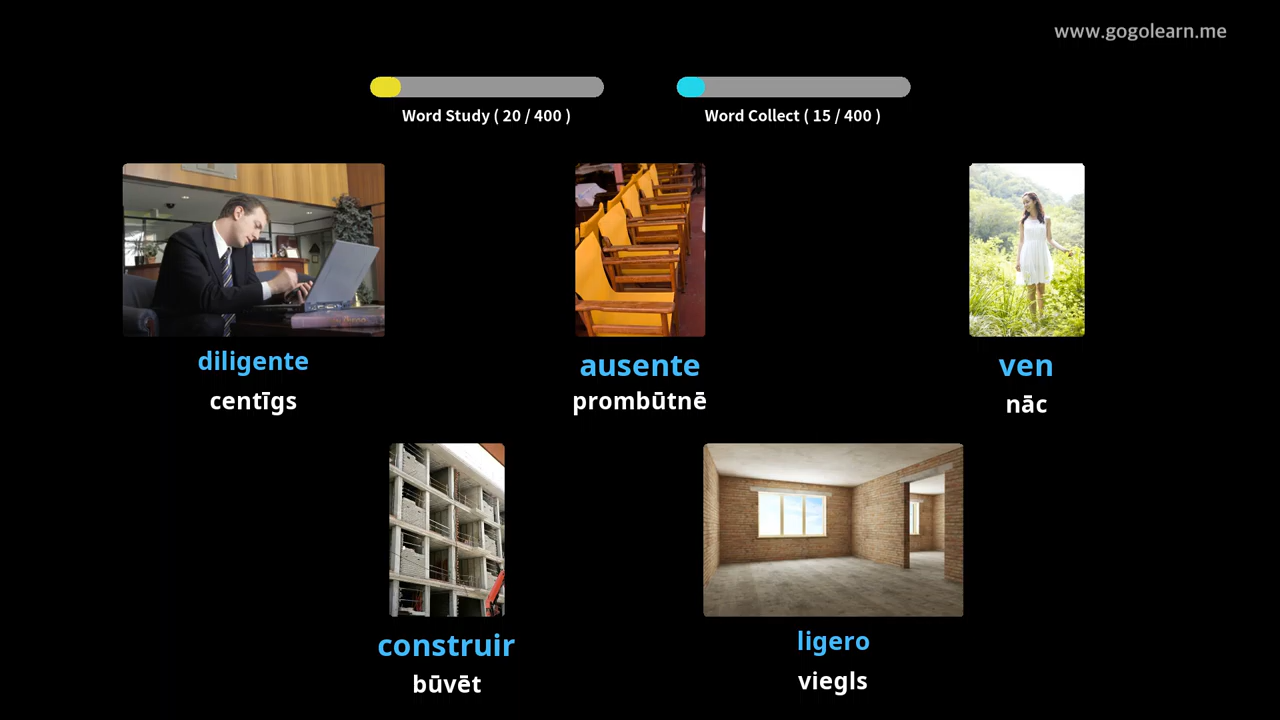 www.gogolearn.me
Word Study ( 20 / 400 )
Word Collect ( 15 / 400 )
diligente
centīgs
ausente
prombūtnē
ven
nāc
construir
būvēt
ligero
viegls